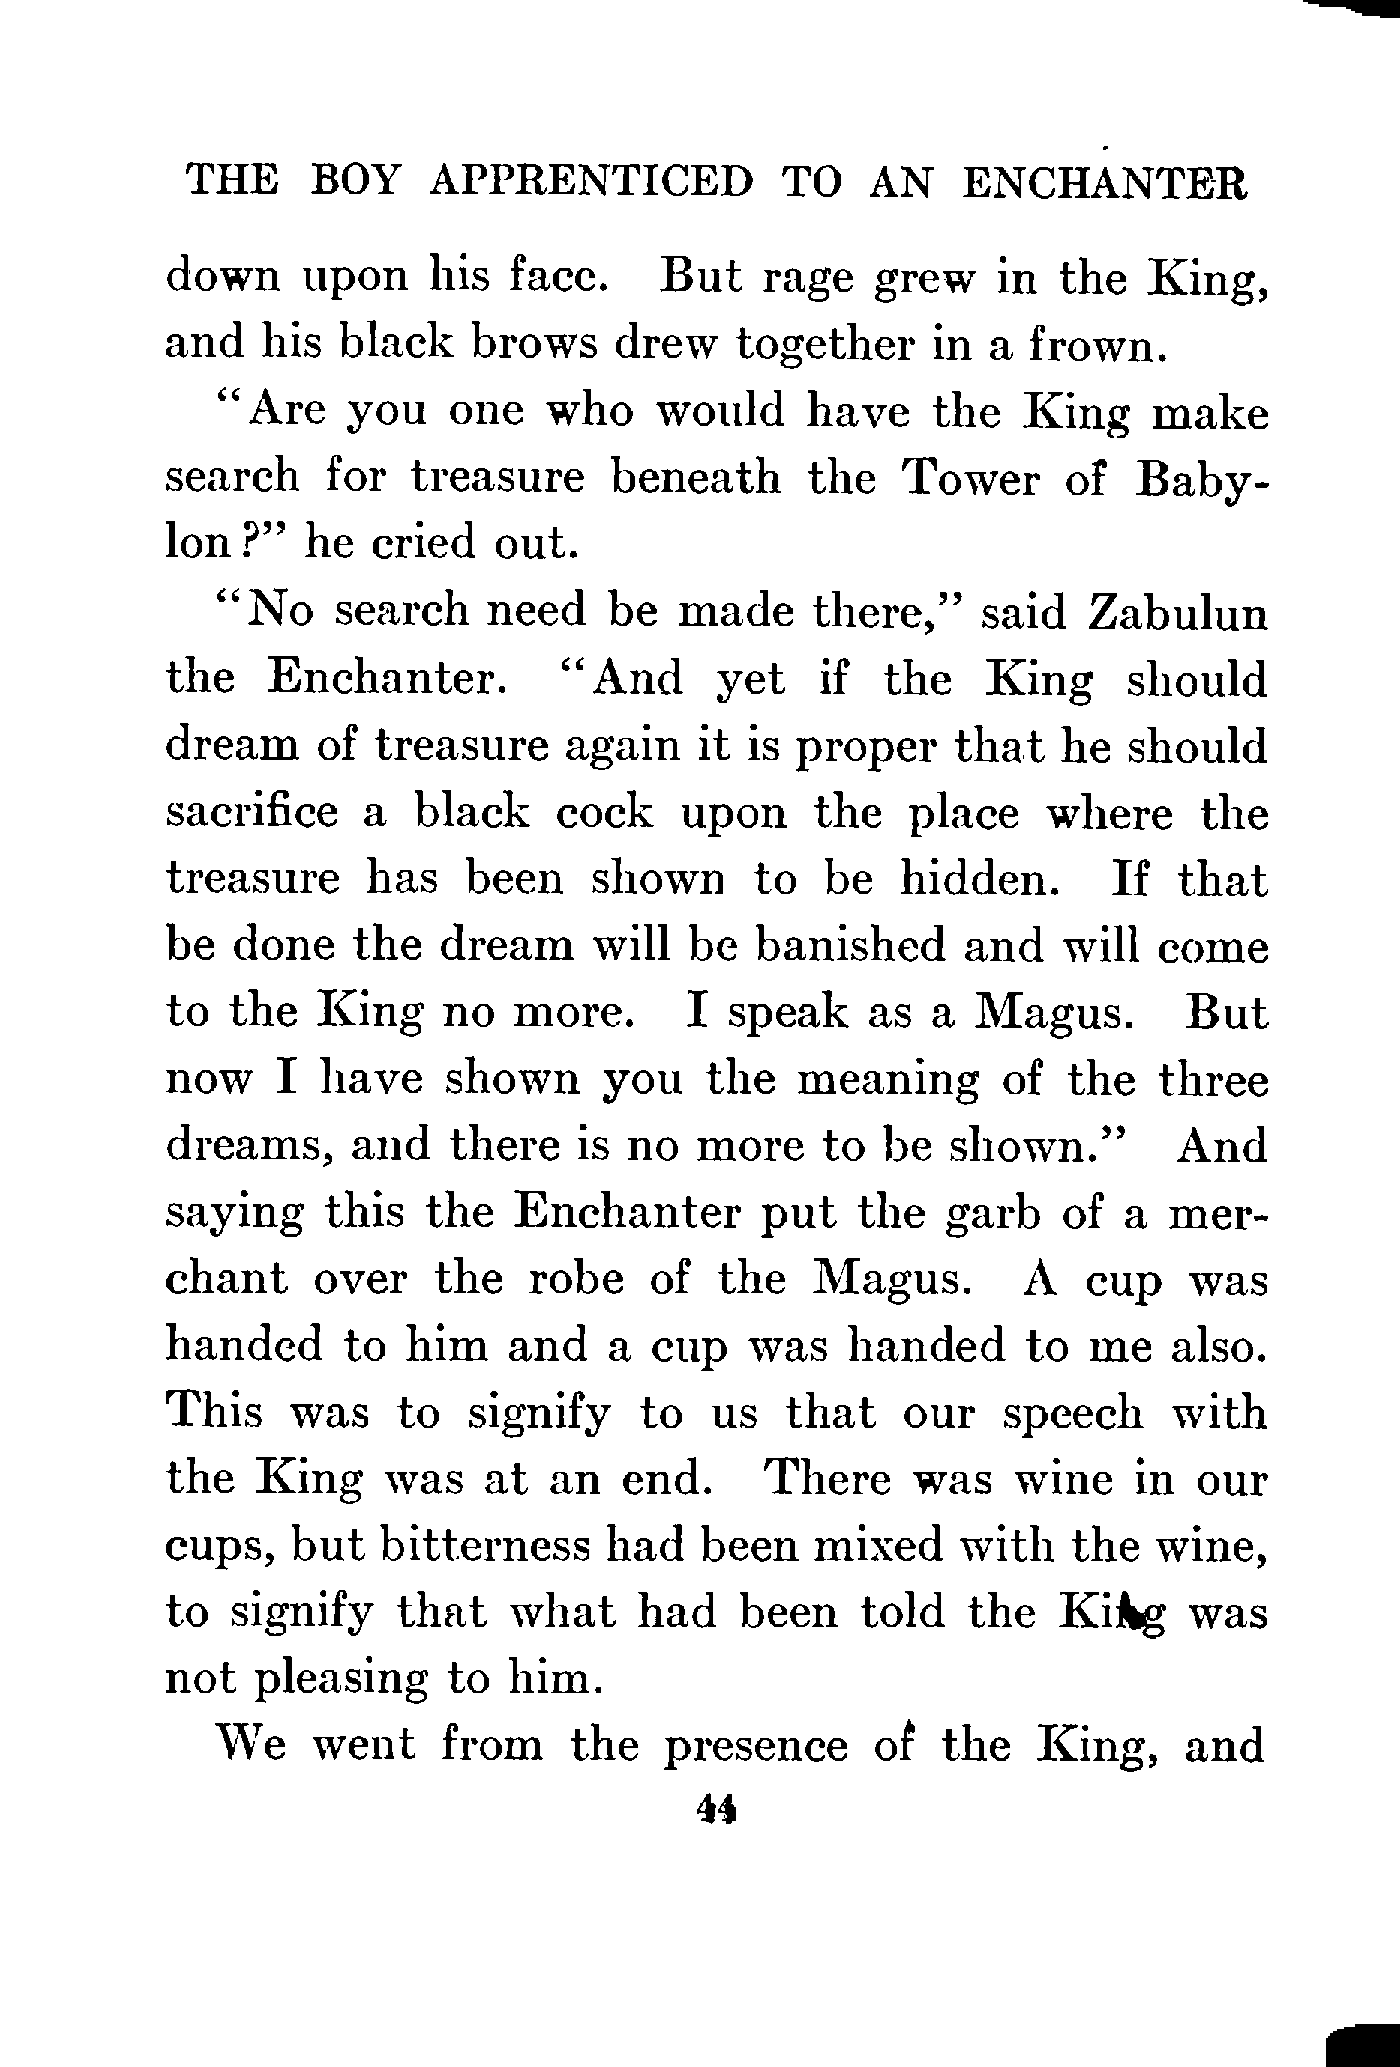 THE BOY APPRENTICED TO AN ENCHANTER
down upon his face. But rage grew in the King,
and his black brows drew together in a frown.
"Are you one who would have the King make
search for treasure beneath the Tower of Baby-
lon?" he cried out.
"No search need be made there," said Zabulun
the Enchanter. "And yet if the King should
dream of treasure again it is proper that he should
sacrifice a black cock upon the place where the
treasure has been shown to be hidden. If that
be done the dream will be banished and will come
to the King no more. I speak as a Magus. But
now I have shown you the meaning of the three
dreams, and there is no more to be shown." And
saying this the Enchanter put the garb of a mer-
chant over the robe of the Magus. A cup was
handed to him and a cup was handed to me also.
This was to signify to us that our speech with
the King was at an end. There was wine in our
cups, but bitterness had been mixed with the wine,
to signify that what had been told the King was
not pleasing to him.
We went from the presence of the King, and
44